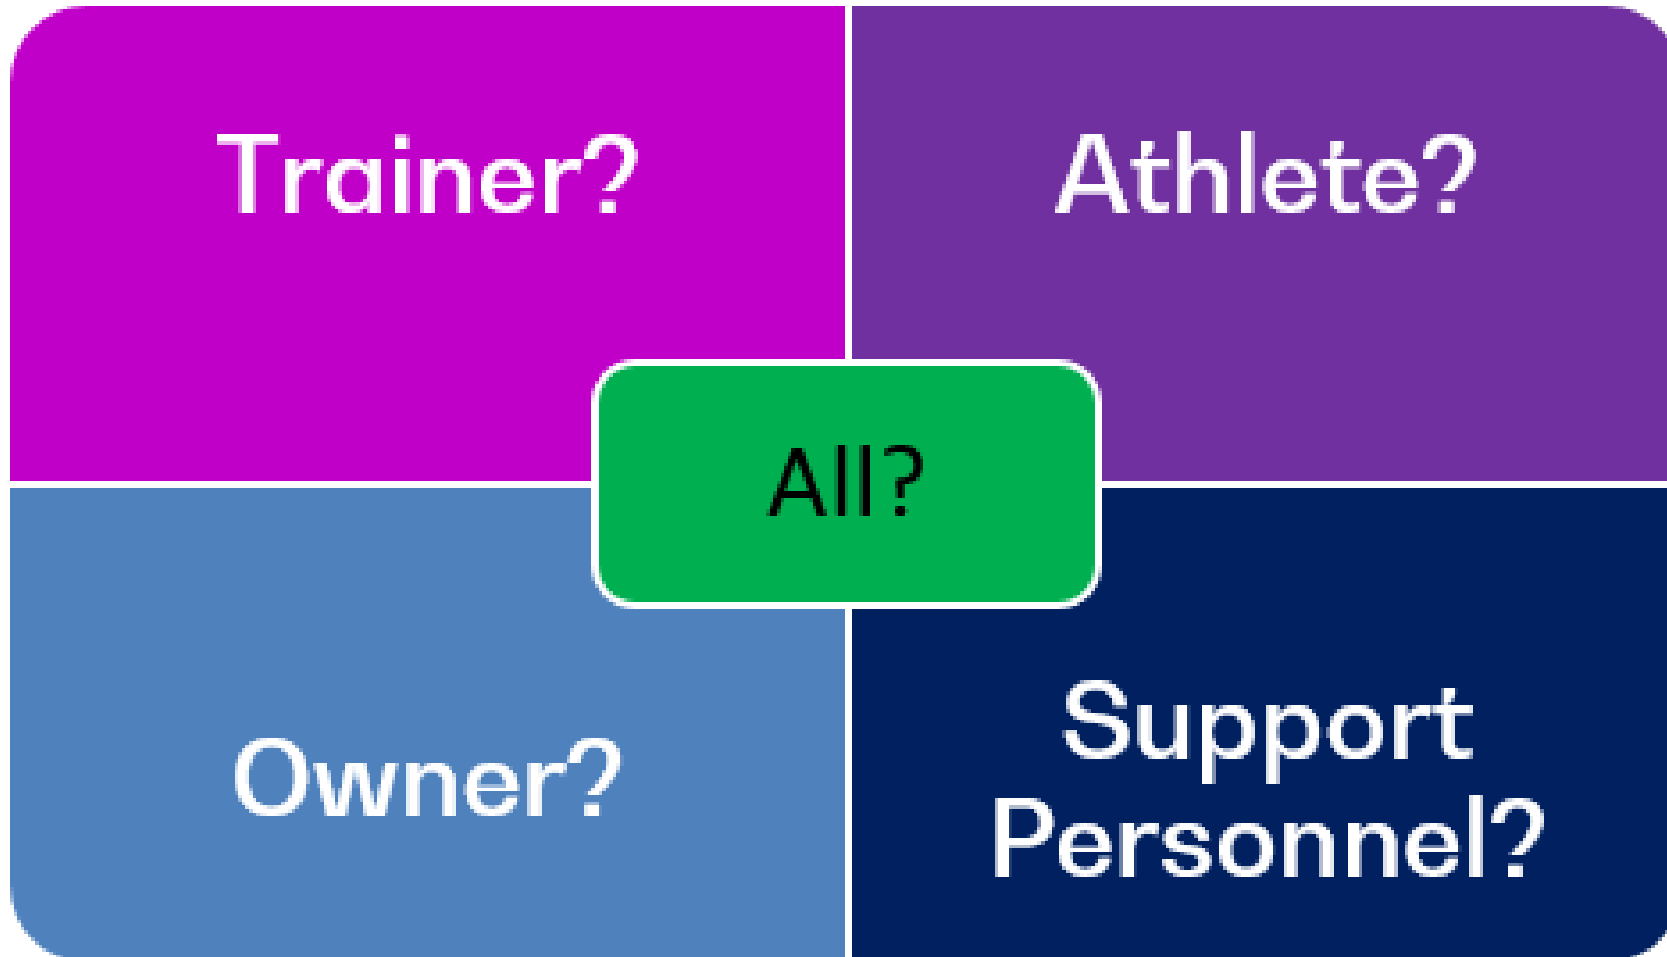 Trainer?
Athlete?
All?
Owner?
Support
Personnel?